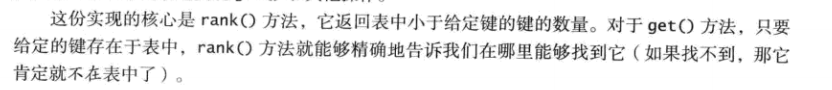 这份实现的核心是 rank() 方法，它返回表中小于给定键的键的数量。对于 get() 方法，只要
给定的键存在于表中，rank() 方法就能够精确地告诉我们在哪里能够找到它（如果找不到，那它
肯定就不在表中了）。